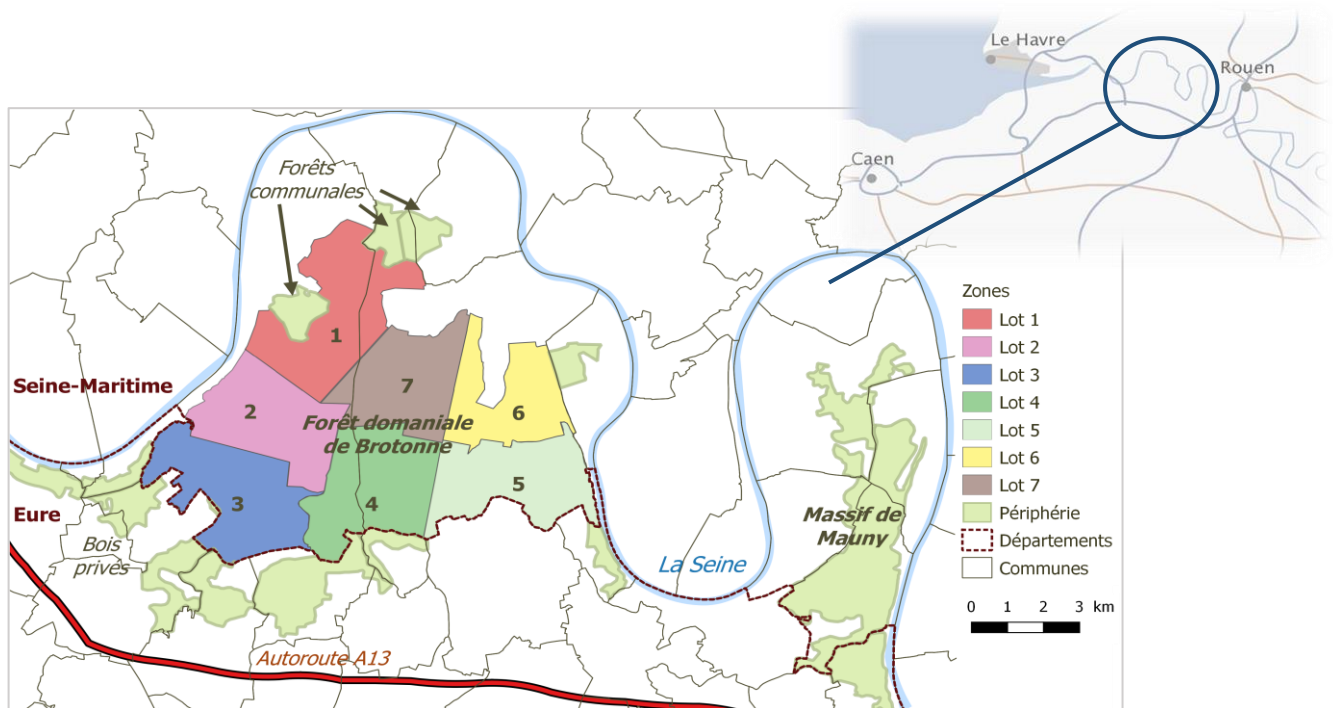 Le Havre
Rouen
Caen
Forêts
communales
1
Seine-Maritime
2
7
6
Forêt domaniale
de Brotonne
3
4
5
Eure
Bois
privés
La Seine
Massif de
Mauny
Autoroute A13
Zones
Lot 1
Lot 2
Lot 3
Lot 4
Lot 5
Lot 6
Lot 7
Périphérie
Départements
Communes
0 1 2 3 km